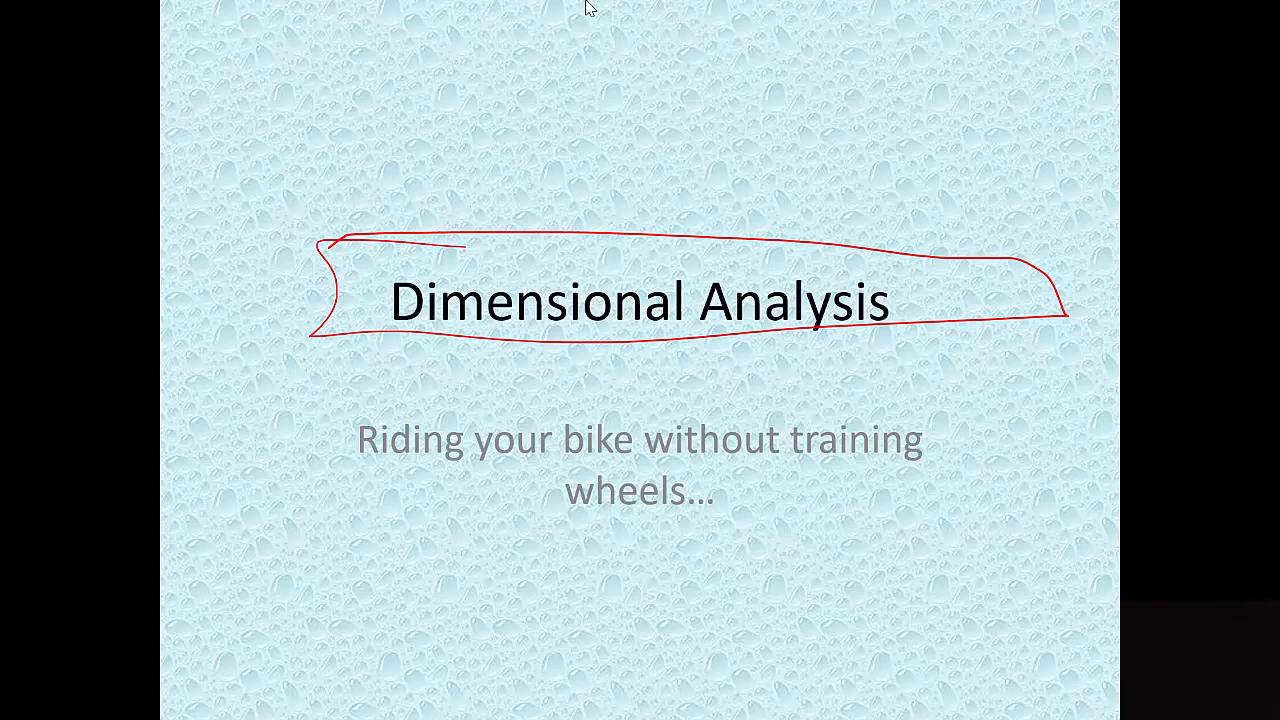 Dimensional Analysis
Riding your bike without training
wheels…